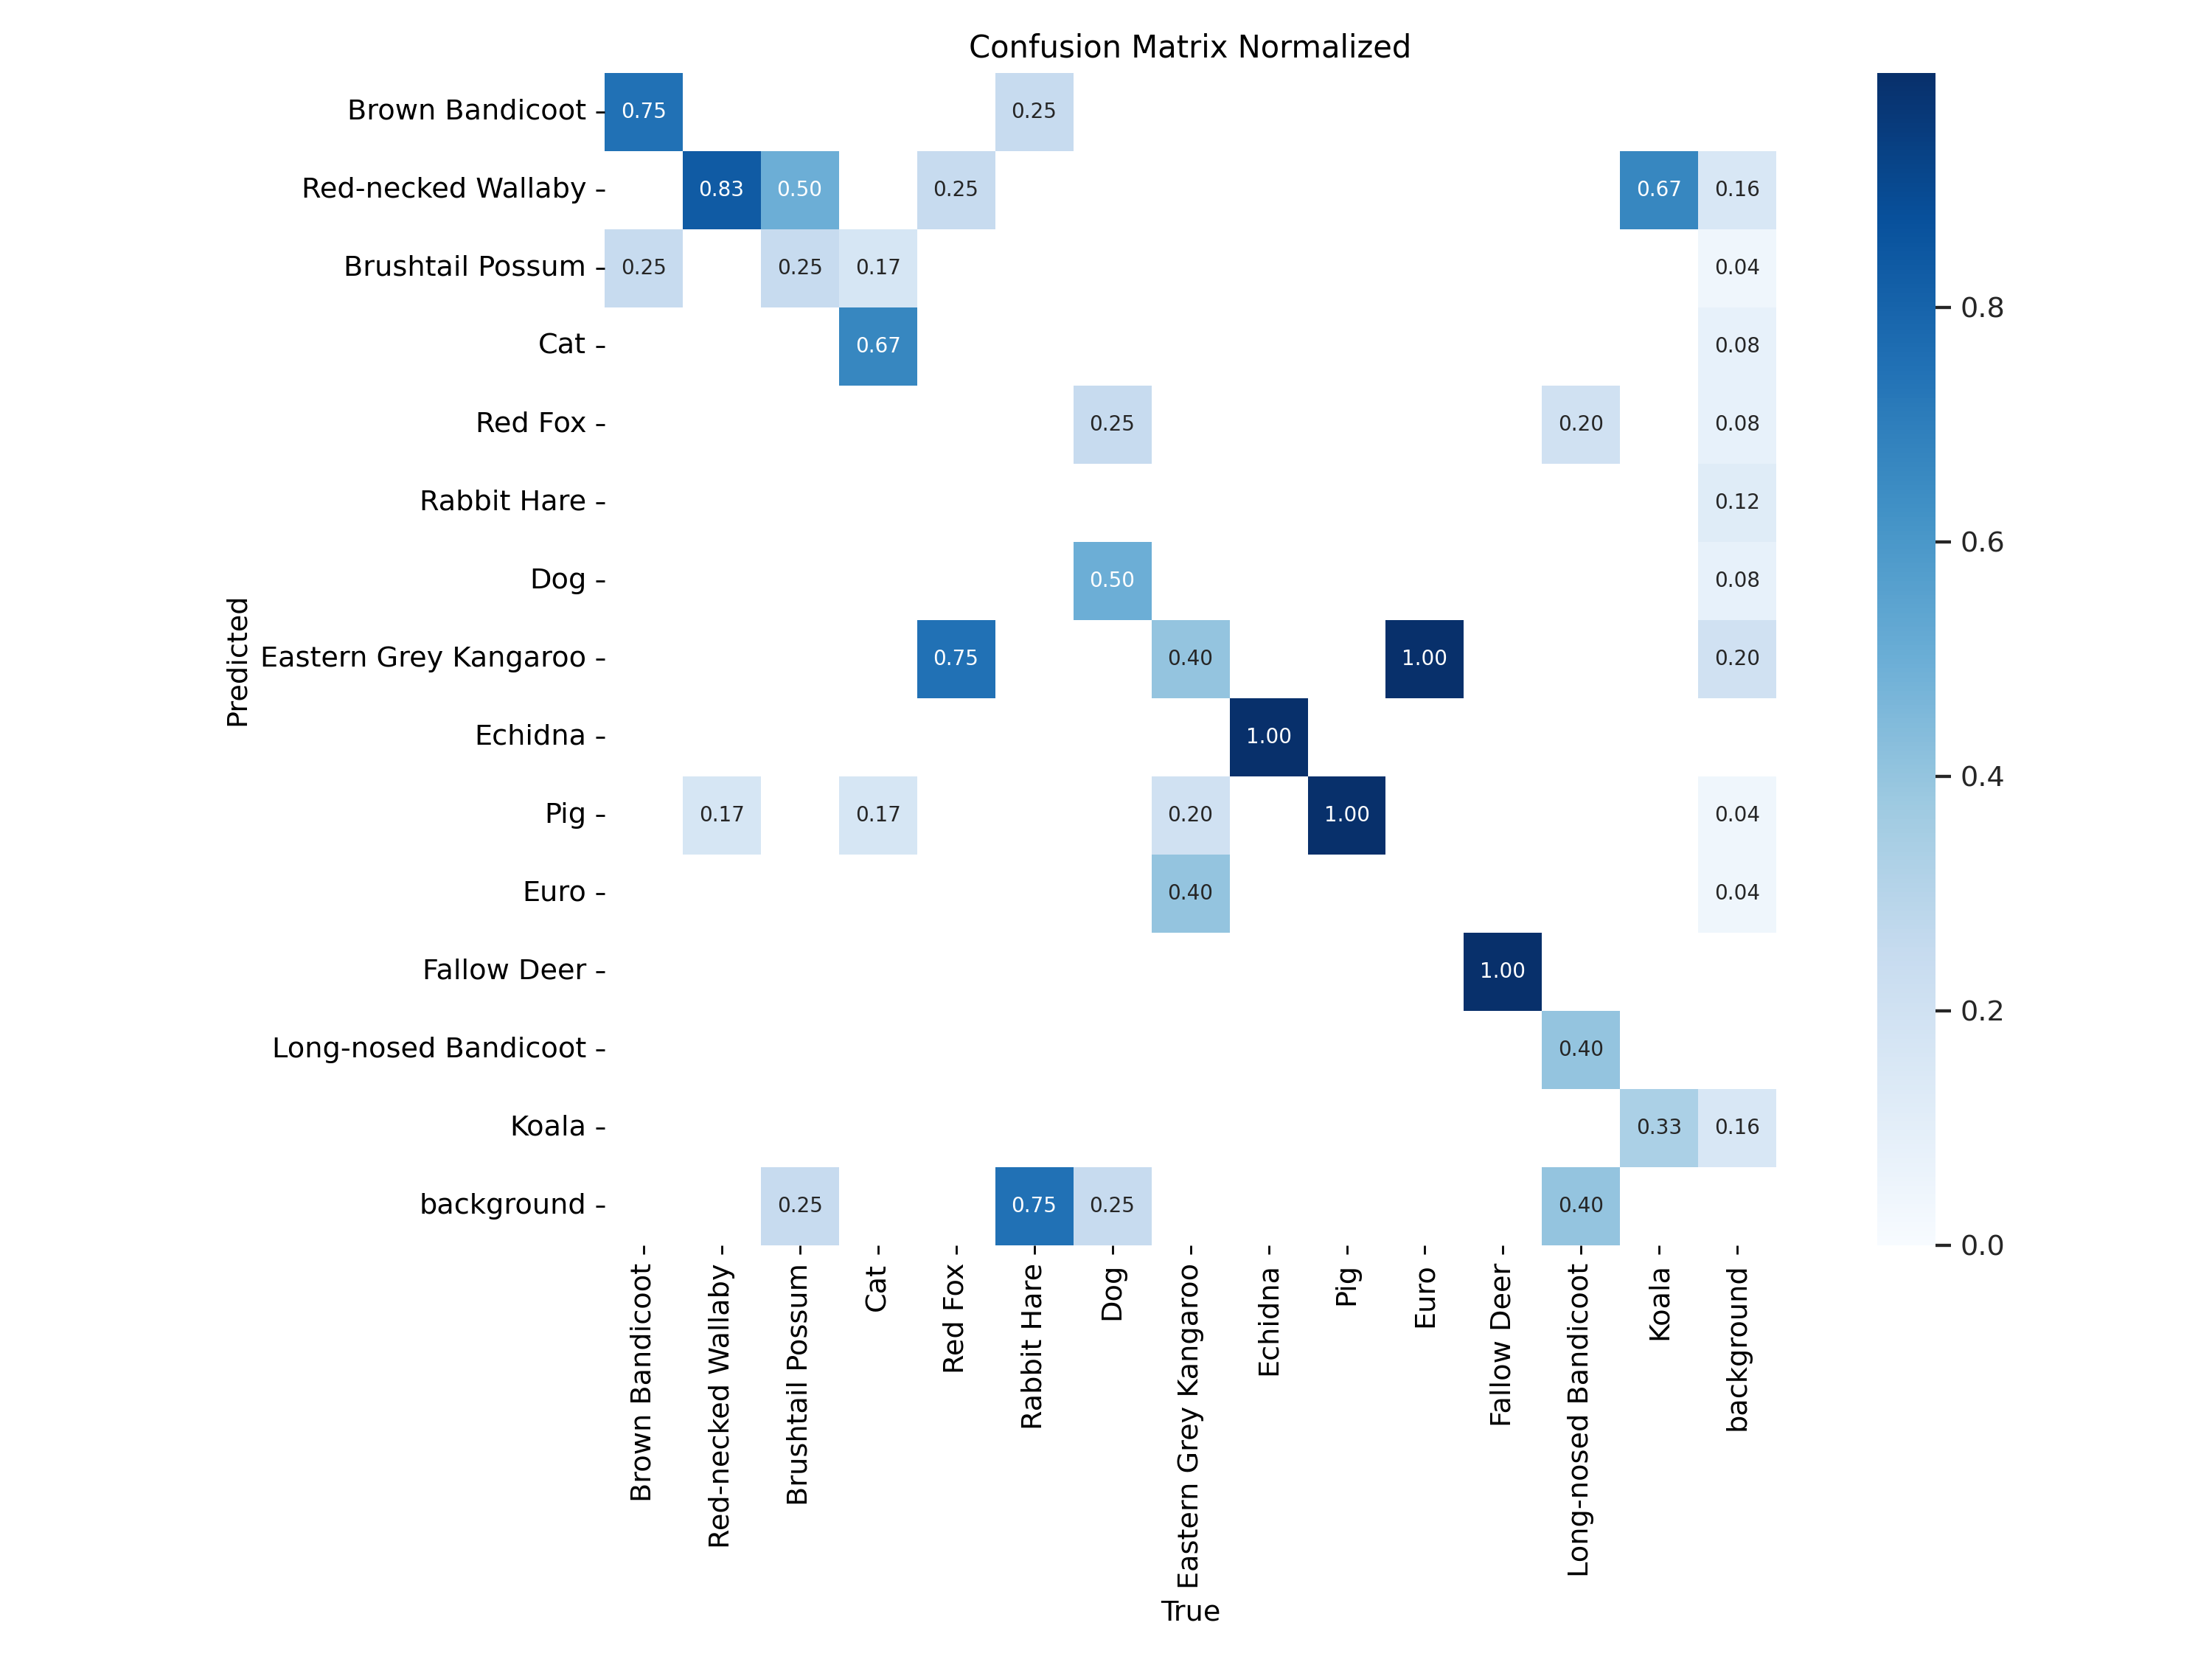 Confusion Matrix Normalized
Brown Bandicoot 0.75 0.25
Red-necked Wallaby 0.83 0.50 0.25 0.67 0.16
Brushtail Possum 0.25 0.25 0.17 0.04
Cat 0.67 0.08
Red Fox 0.25 0.20 0.08
Rabbit Hare 0.12
Dog 0.50 0.08
Eastern Grey Kangaroo 0.75 0.40 1.00 0.20
Echidna 1.00
Pig 0.17 0.17 0.20 1.00 0.04
Euro 0.40 0.04
Fallow Deer 1.00
Long-nosed Bandicoot 0.40
Koala 0.33 0.16
background 0.25 0.75 0.25 0.40
Predicted
Brown Bandicoot
Red-necked Wallaby
Brushtail Possum
Cat
Red Fox
Rabbit Hare
Dog
Eastern Grey Kangaroo
Echidna
Pig
Euro
Fallow Deer
Long-nosed Bandicoot
Koala
background
True
0.8
0.6
0.4
0.2
0.0